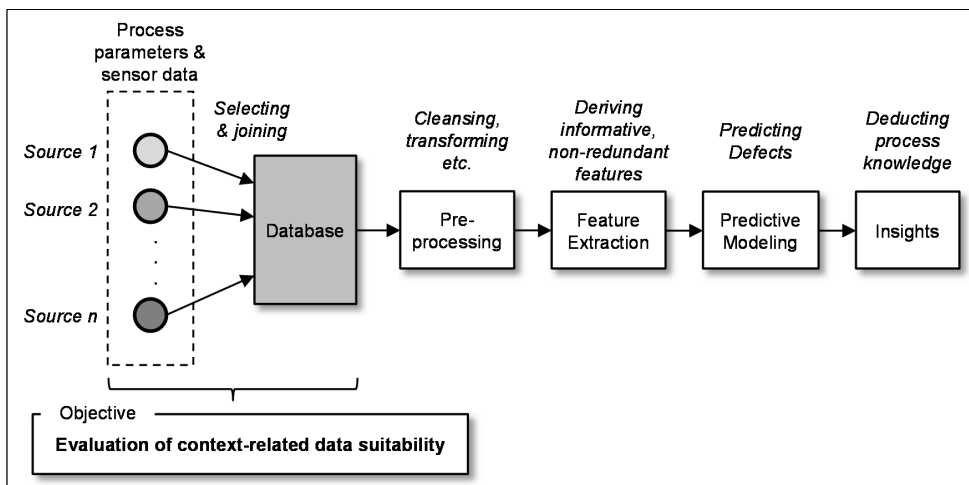 Process
parameters &
sensor data
Selecting
& joining
Source 1
Source 2
.
.
.
Source n
Database
Cleansing,
transforming
etc.
Pre-
processing
Deriving
informative,
non-redundant
features
Feature
Extraction
Predicting
Defects
Predictive
Modeling
Deducting
process
knowledge
Insights
Objective
Evaluation of context-related data suitability